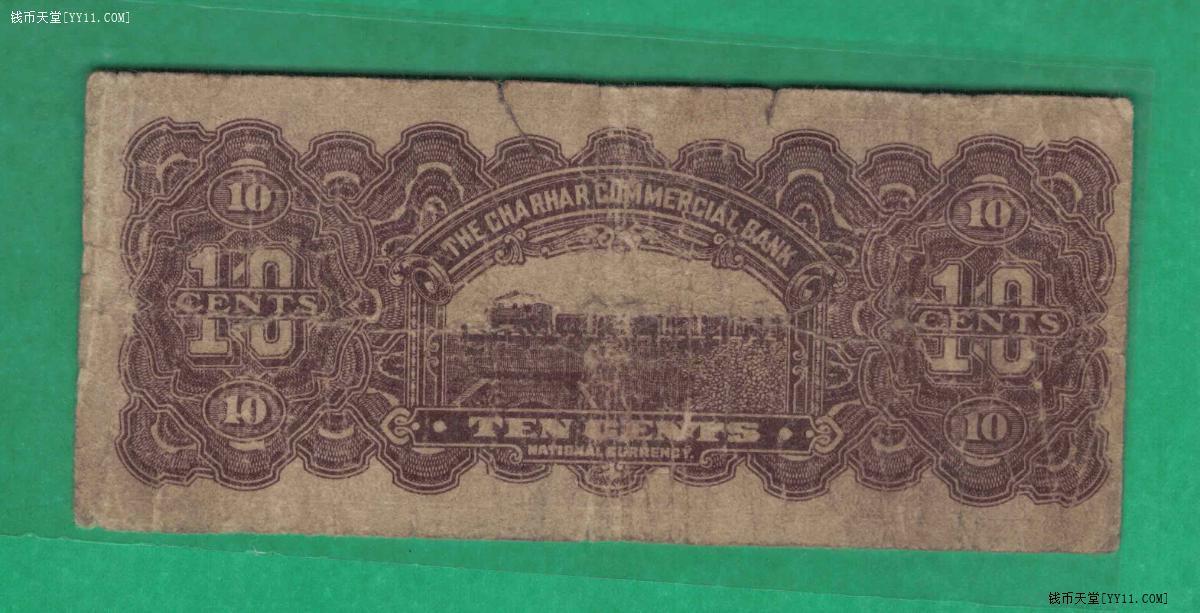 钱币天堂[YY11.COM]
THE CHARHAR COMMERCIAL BANK
10 10
10 10
CENTS CENTS
10 10
TEN CENTS
NATIONAL CURRENCY.
钱币天堂[YY11.COM]